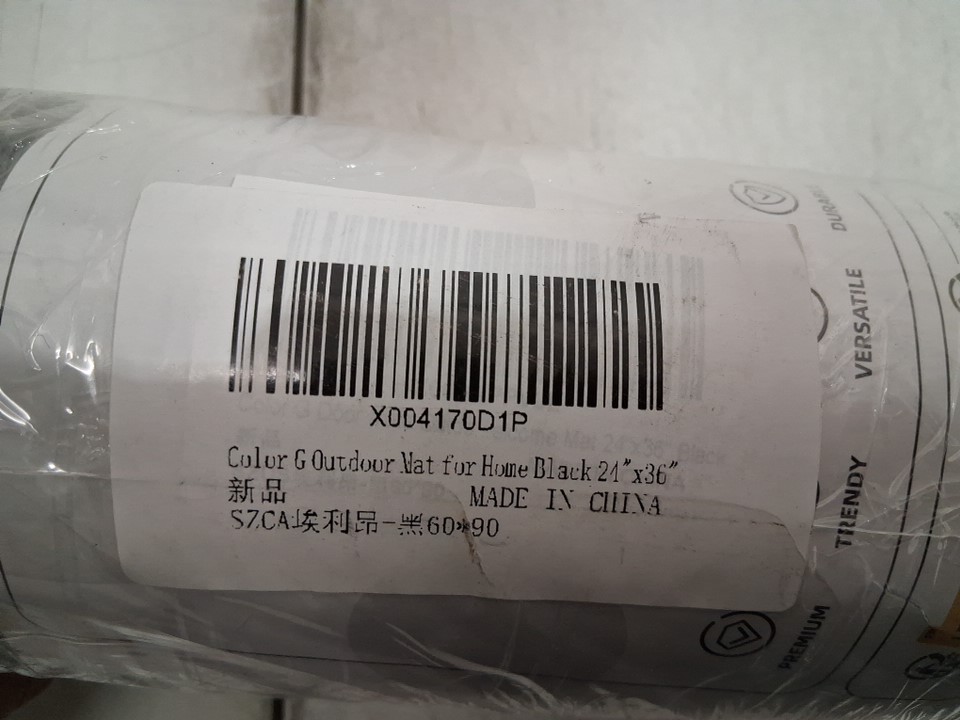 X004170D1P
Color G Outdoor Mat for Home Black 24"x36"
新品 MADE IN CHINA
SZCA埃利昂-黑60*90
DURABLE
VERSATILE
TRENDY
PREMIUM